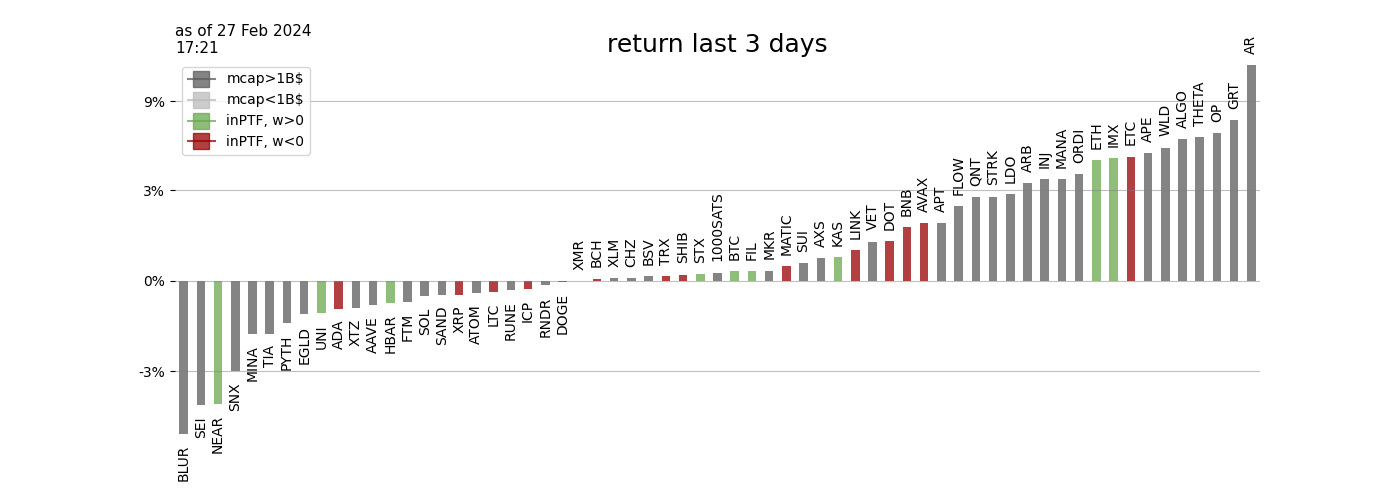 as of 27 Feb 2024
17:21
return last 3 days
mcap>1B$
mcap<1B$
inPTF, w>0
inPTF, w<0
9%
3%
0%
-3%
BLUR
SEI
NEAR
SNX
MINA
TIA
PYTH
EGLD
UNI
ADA
XTZ
AAVE
HBAR
FTM
SOL
SAND
XRP
ATOM
LTC
RUNE
ICP
RNDR
DOGE
XMR
BCH
XLM
CHZ
BSV
TRX
SHIB
STX
1000SATS
BTC
FIL
MKR
MATIC
SUI
AXS
KAS
LINK
VET
DOT
BNB
AVAX
APT
FLOW
QNT
STRK
LDO
ARB
INJ
MANA
ORDI
ETH
IMX
ETC
APE
WLD
ALGO
THETA
OP
GRT
AR